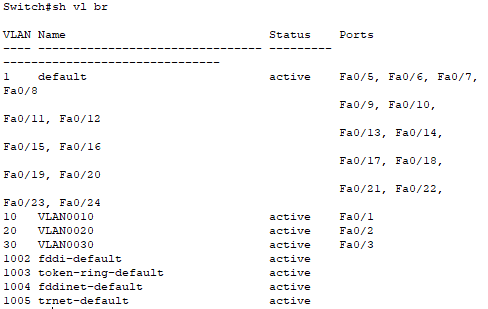 Switch#sh vl br
VLAN Name Status Ports
---- -------------------------------- --------- 
-------------------------------
1 default active Fa0/5, Fa0/6, Fa0/7,
Fa0/8
Fa0/9, Fa0/10,
Fa0/11, Fa0/12
Fa0/13, Fa0/14,
Fa0/15, Fa0/16
Fa0/17, Fa0/18,
Fa0/19, Fa0/20
Fa0/21, Fa0/22,
Fa0/23, Fa0/24
10 VLAN0010 active Fa0/1
20 VLAN0020 active Fa0/2
30 VLAN0030 active Fa0/3
1002 fddi-default active
1003 token-ring-default active
1004 fddinet-default active
1005 trnet-default active